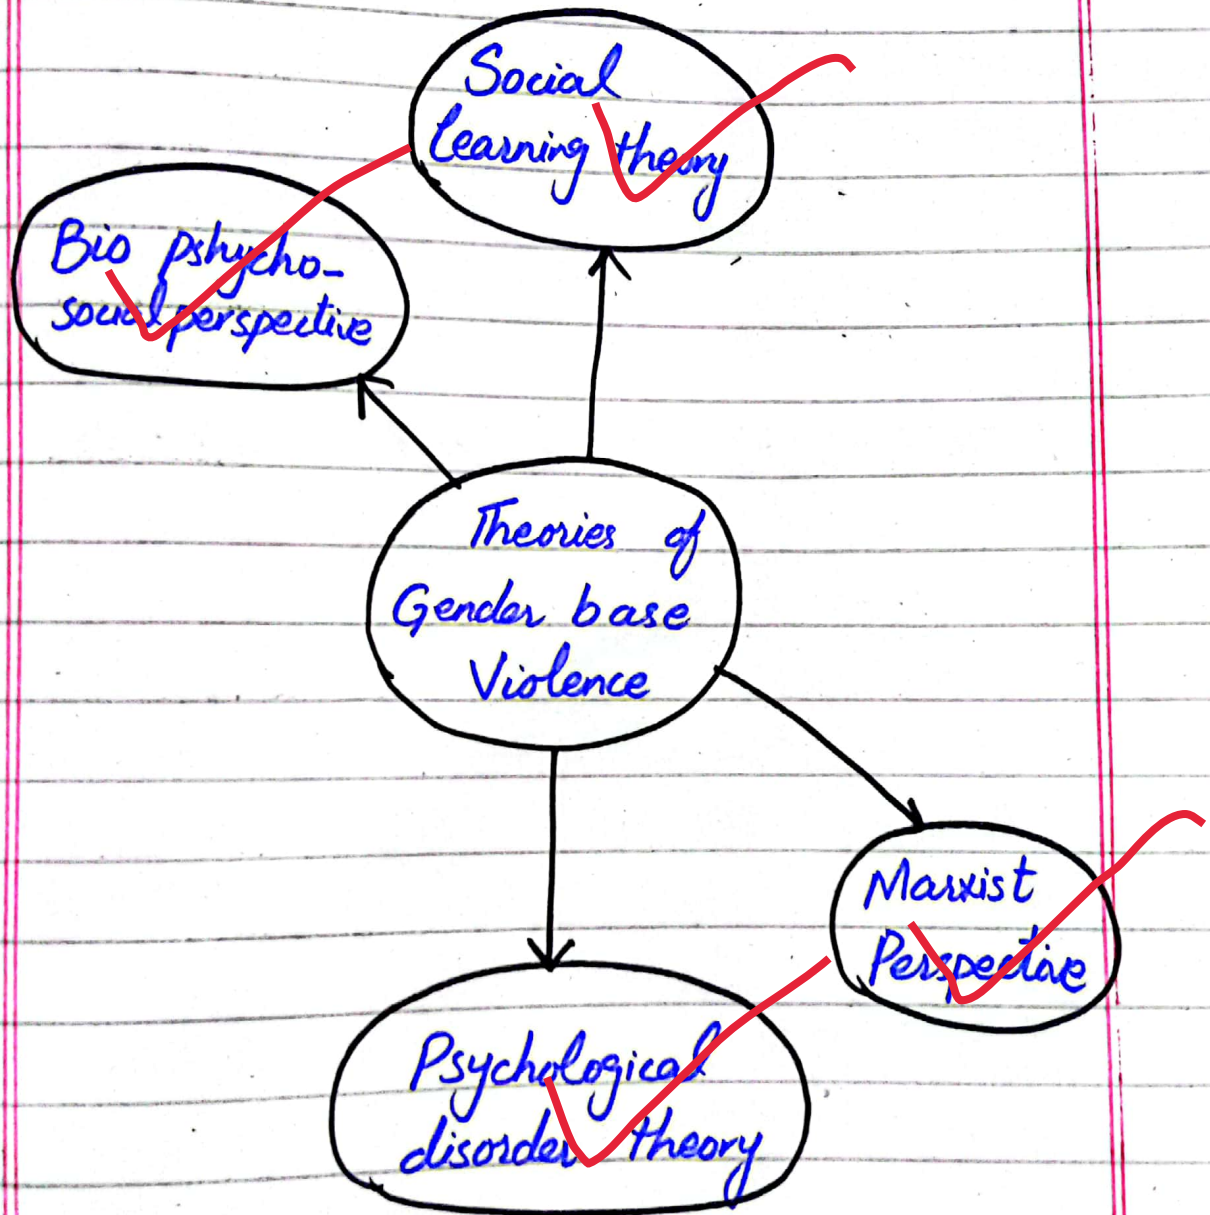 Social
learning theory
Bio pshycho-
social perspective
Theories of
Gender base
Violence
Marxist
Perspective
Psychological
disorder theory